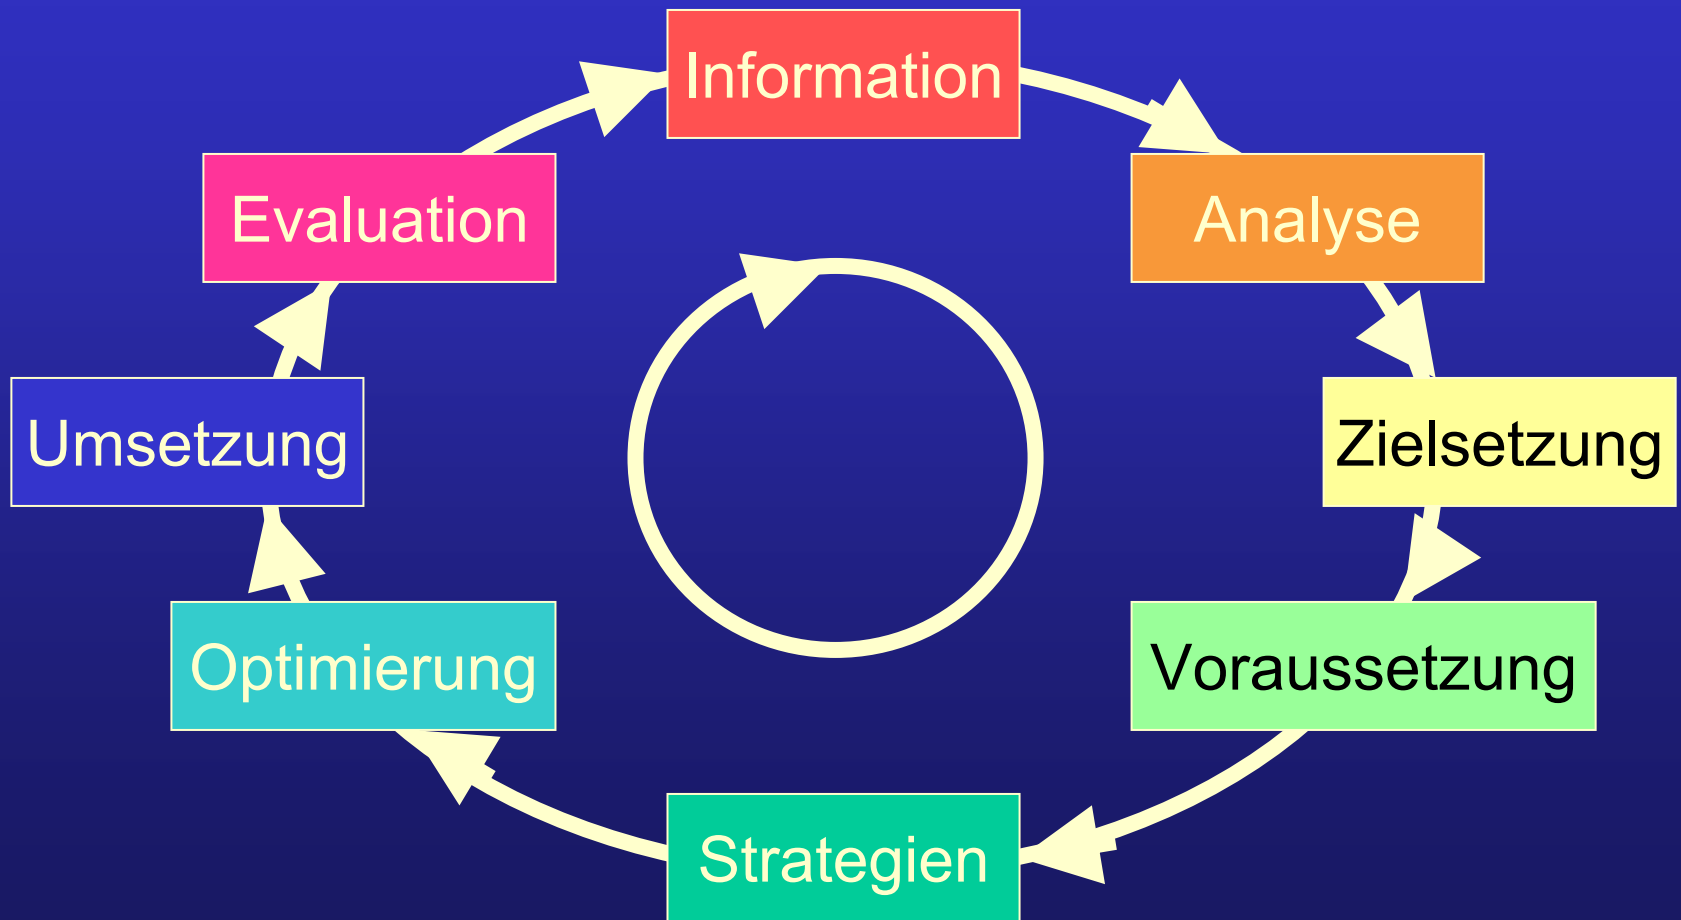 Information
Analyse
Zielsetzung
Voraussetzung
Strategien
Optimierung
Umsetzung
Evaluation